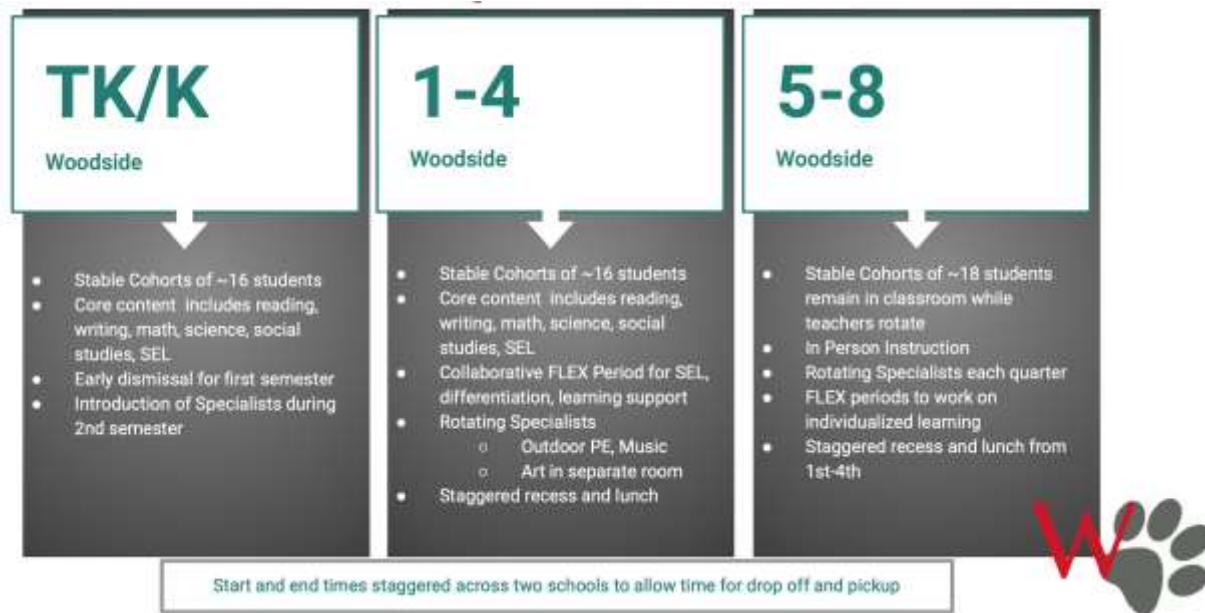 TK/K
Woodside
Stable Cohorts of ~16 students
Core content includes reading,
writing, math, science, social
studies, SEL
Early dismissal for first semester
Introduction of Specialists during
2nd semester
1-4
Woodside
Stable Cohorts of ~16 students
Core content includes reading,
writing, math, science, social
studies, SEL
Collaborative FLEX Period for SEL,
differentiation, learning support
Rotating Specialists
Outdoor PE, Music
Art in separate room
Staggered recess and lunch
5-8
Woodside
Stable Cohorts of ~18 students
remain in classroom while
teachers rotate
In Person Instruction
Rotating Specialists each quarter
FLEX periods to work on
individualized learning
Staggered recess and lunch from
1st-4th
W
Start and end times staggered across two schools to allow time for drop off and pickup